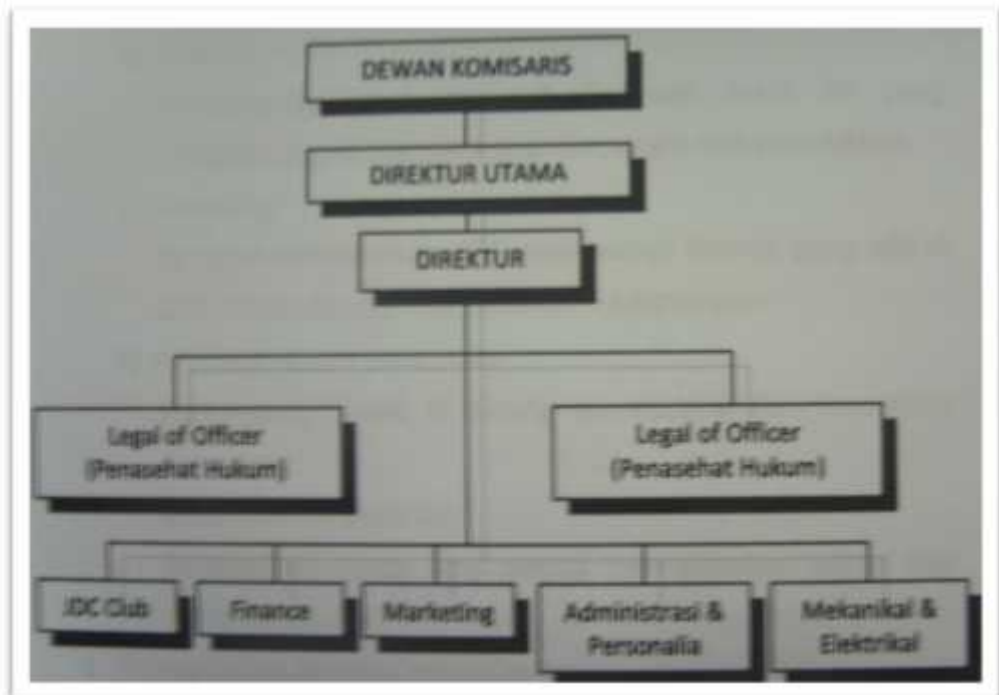 DEWAN KOMISARIS
DIREKTUR UTAMA
DIREKTUR
Legal of Officer
(Penasehat Hukum)
Legal of Officer
(Penasehat Hukum)
JDC Club
Finance
Marketing
Administrasi &
Personalia
Mekanikal &
Elektrikal